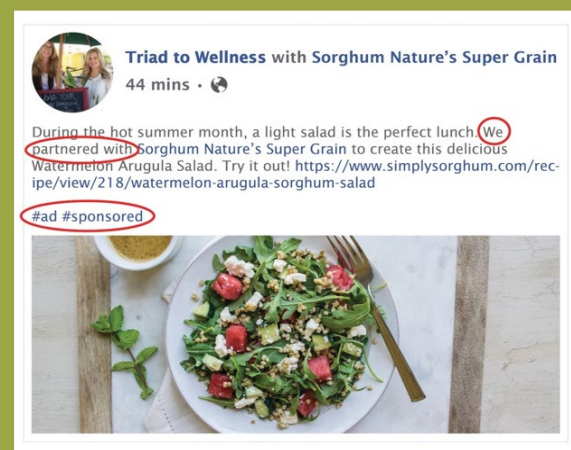 Triad to Wellness with Sorghum Nature's Super Grain
44 mins ·
During the hot summer month, a light salad is the perfect lunch. We
partnered with Sorghum Nature's Super Grain to create this delicious
Watermelon Arugula Salad. Try it out! https://www.simplysorghum.com/rec-
ipe/view/218/watermelon-arugula-sorghum-salad
#ad #sponsored